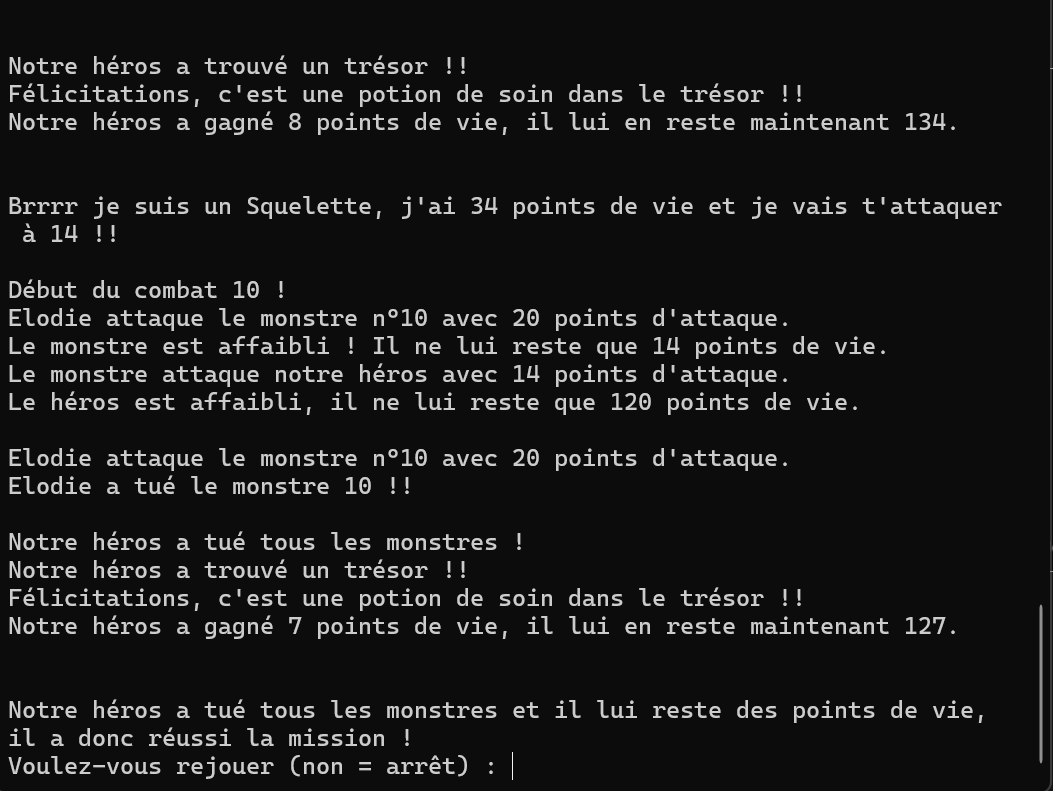 Notre héros a trouvé un trésor !!
Félicitations, c'est une potion de soin dans le trésor !!
Notre héros a gagné 8 points de vie, il lui en reste maintenant 134.
Brrrr je suis un Squelette, j'ai 34 points de vie et je vais t'attaquer
à 14 !!
Début du combat 10 !
Elodie attaque le monstre n°10 avec 20 points d'attaque.
Le monstre est affaibli ! Il ne lui reste que 14 points de vie.
Le monstre attaque notre héros avec 14 points d'attaque.
Le héros est affaibli, il ne lui reste que 120 points de vie.
Elodie attaque le monstre n°10 avec 20 points d'attaque.
Elodie a tué le monstre 10 !!
Notre héros a tué tous les monstres !
Notre héros a trouvé un trésor !!
Félicitations, c'est une potion de soin dans le trésor !!
Notre héros a gagné 7 points de vie, il lui en reste maintenant 127.
Notre héros a tué tous les monstres et il lui reste des points de vie,
il a donc réussi la mission !
Voulez-vous rejouer (non = arrêt) :